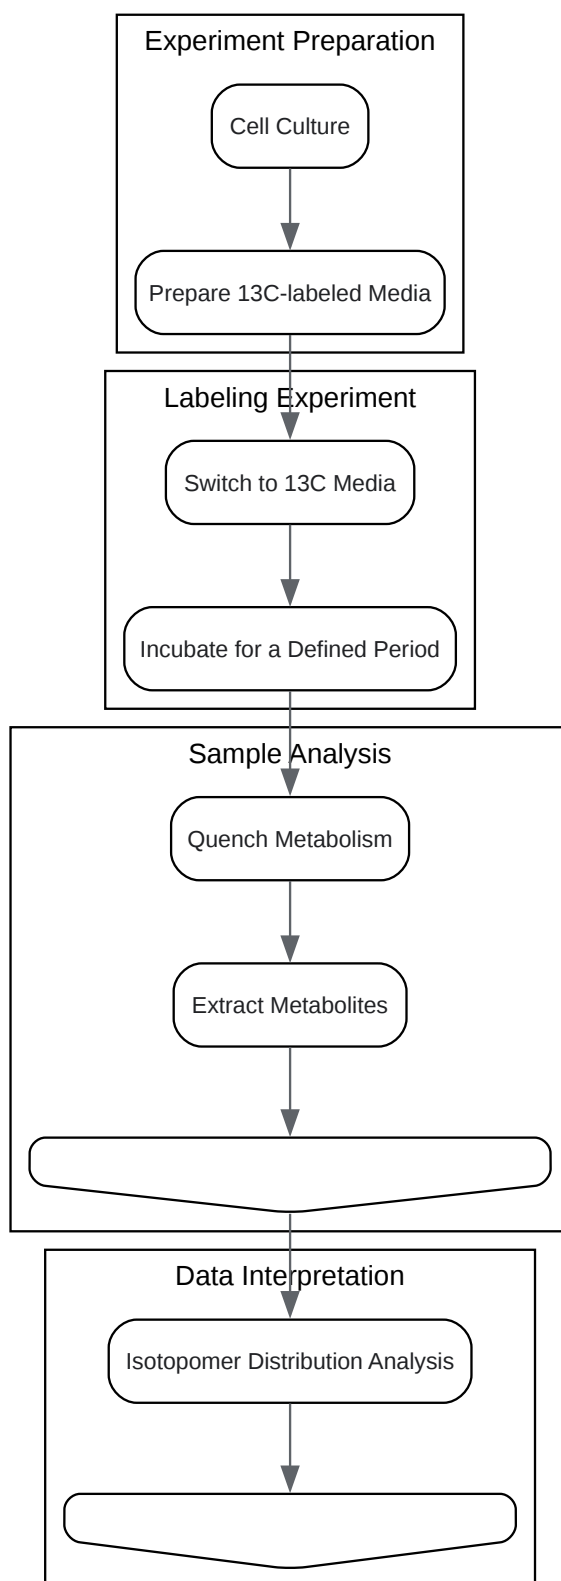 Experiment Preparation
Cell Culture
Prepare 13C-labeled Media
Labeling Experiment
Switch to 13C Media
Incubate for a Defined Period
Sample Analysis
Quench Metabolism
Extract Metabolites
Data Interpretation
Isotopomer Distribution Analysis